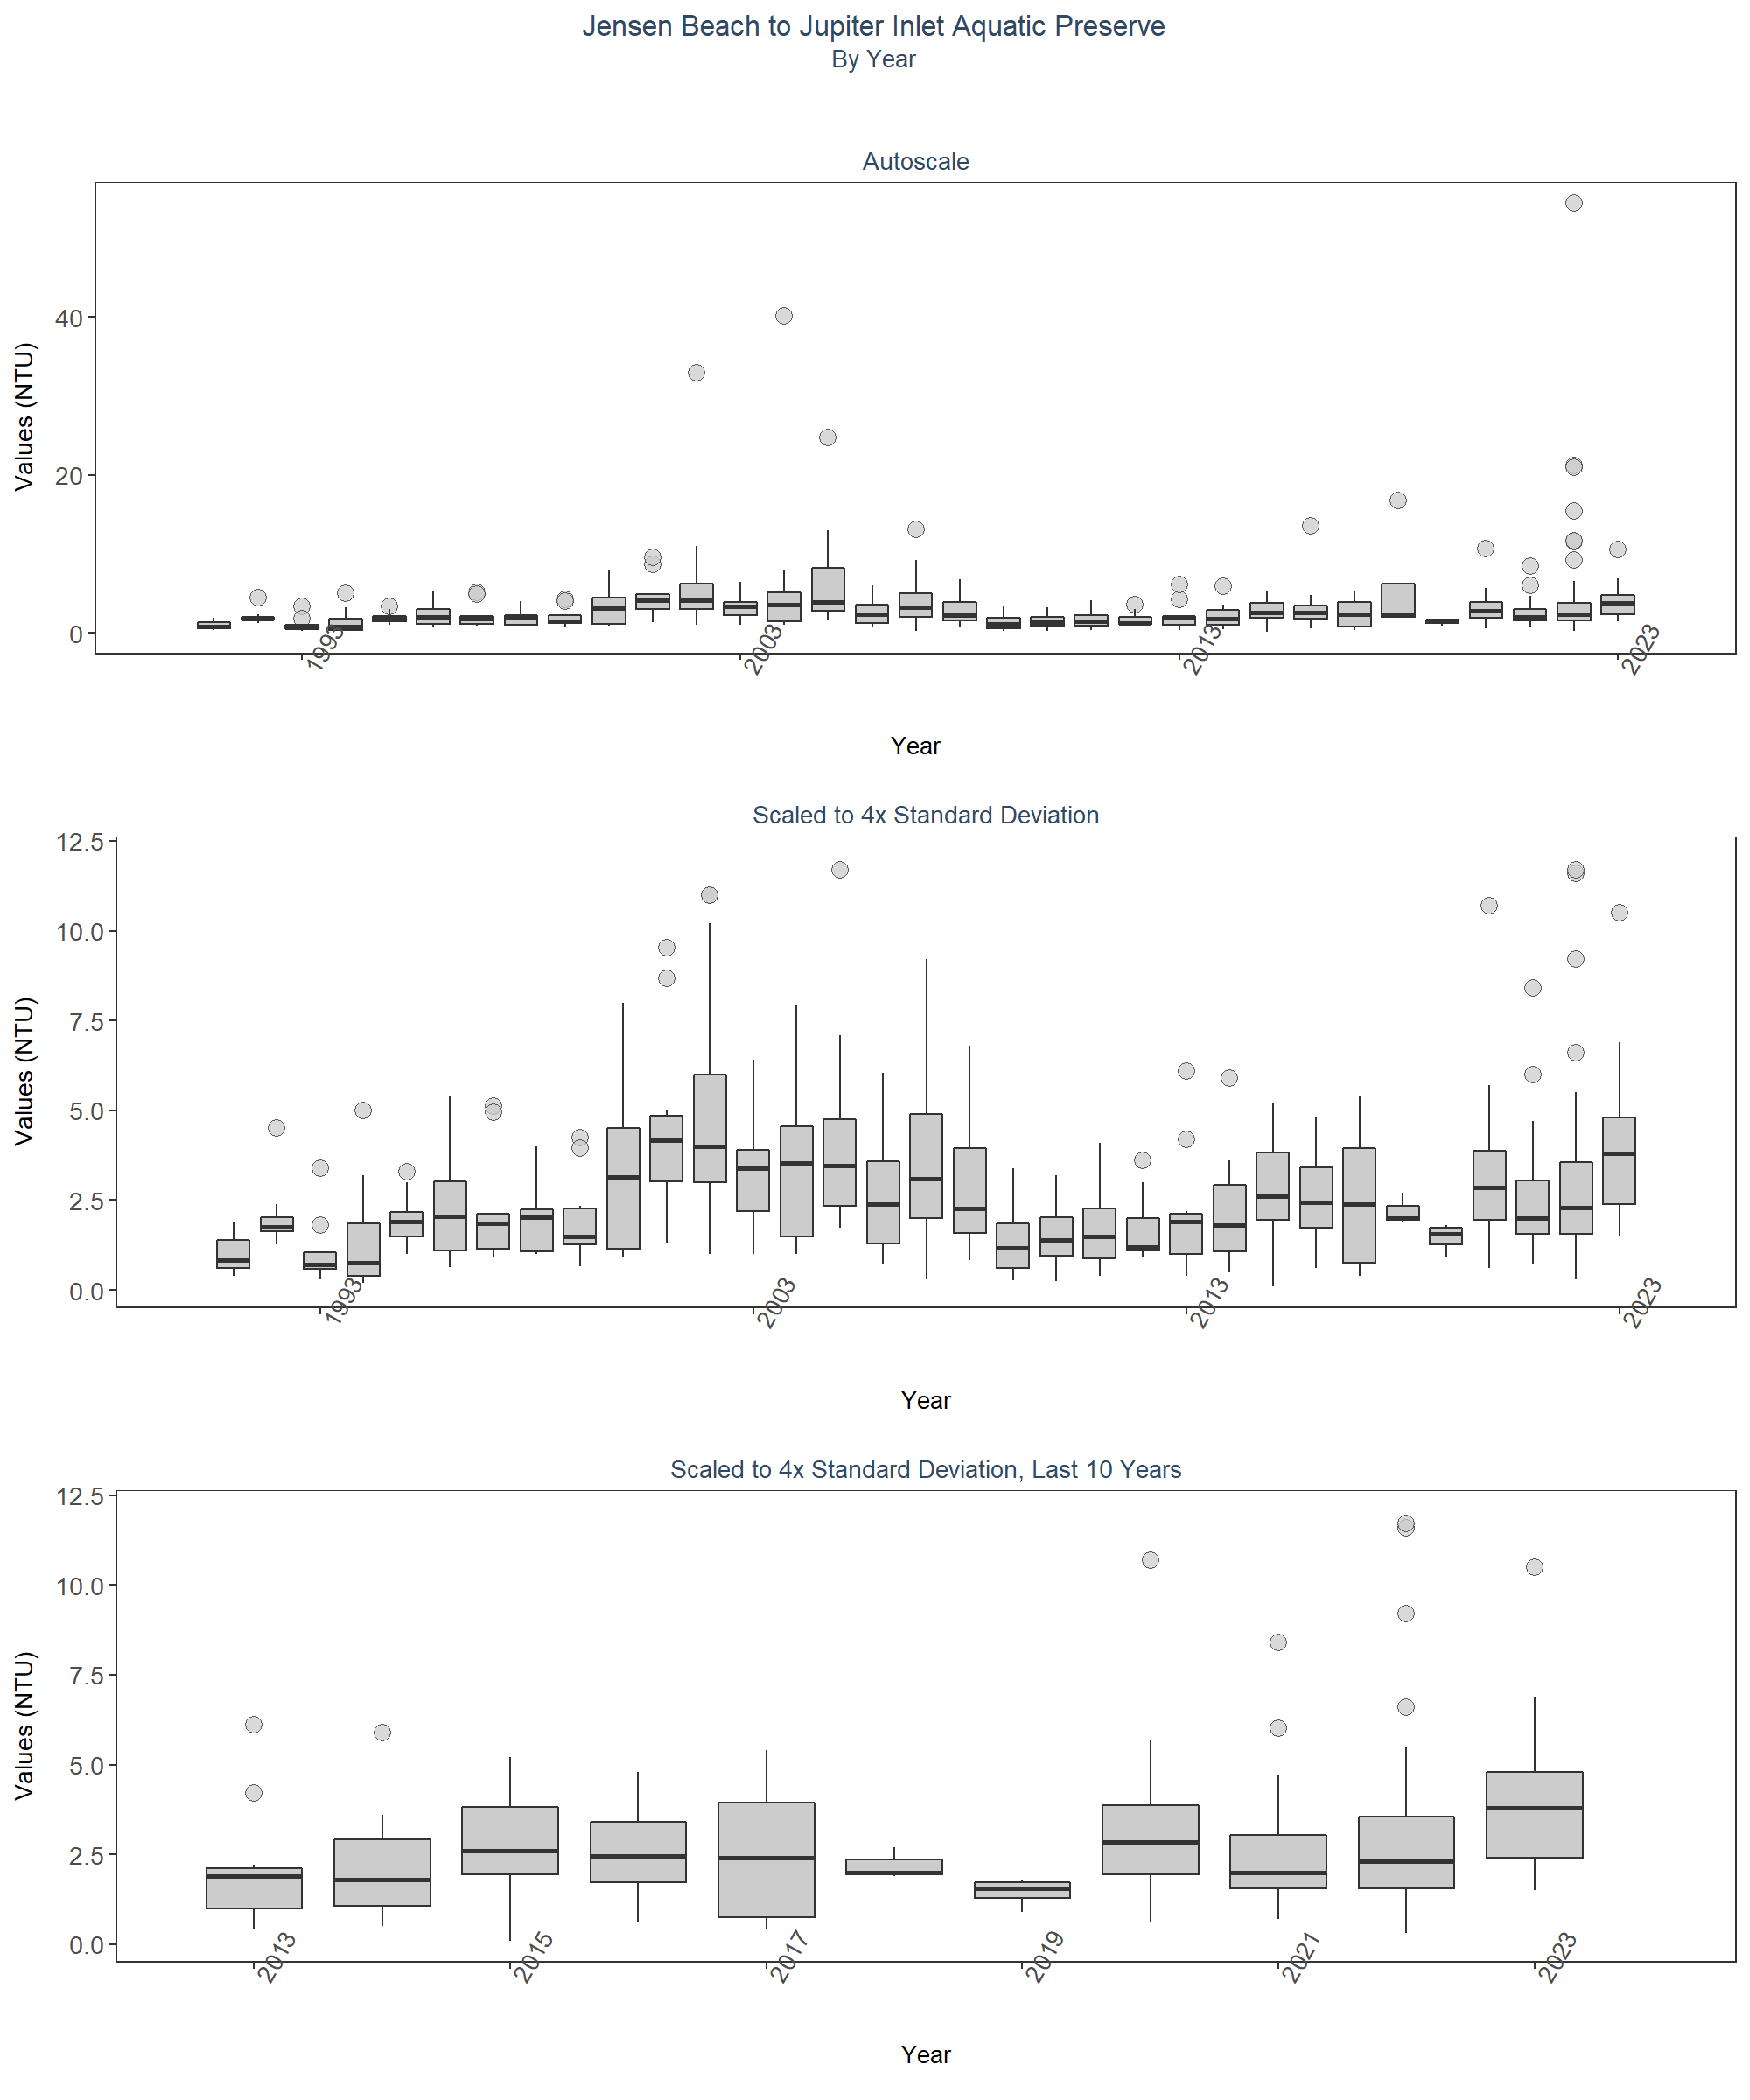 Jensen Beach to Jupiter Inlet Aquatic Preserve
By Year
Autoscale
Values (NTU)
40
20
0
1993
2003
2013
2023
Year
Scaled to 4x Standard Deviation
Values (NTU)
12.5
10.0
7.5
5.0
2.5
0.0
1993
2003
2013
2023
Year
Scaled to 4x Standard Deviation, Last 10 Years
Values (NTU)
12.5
10.0
7.5
5.0
2.5
0.0
2013
2015
2017
2019
2021
2023
Year